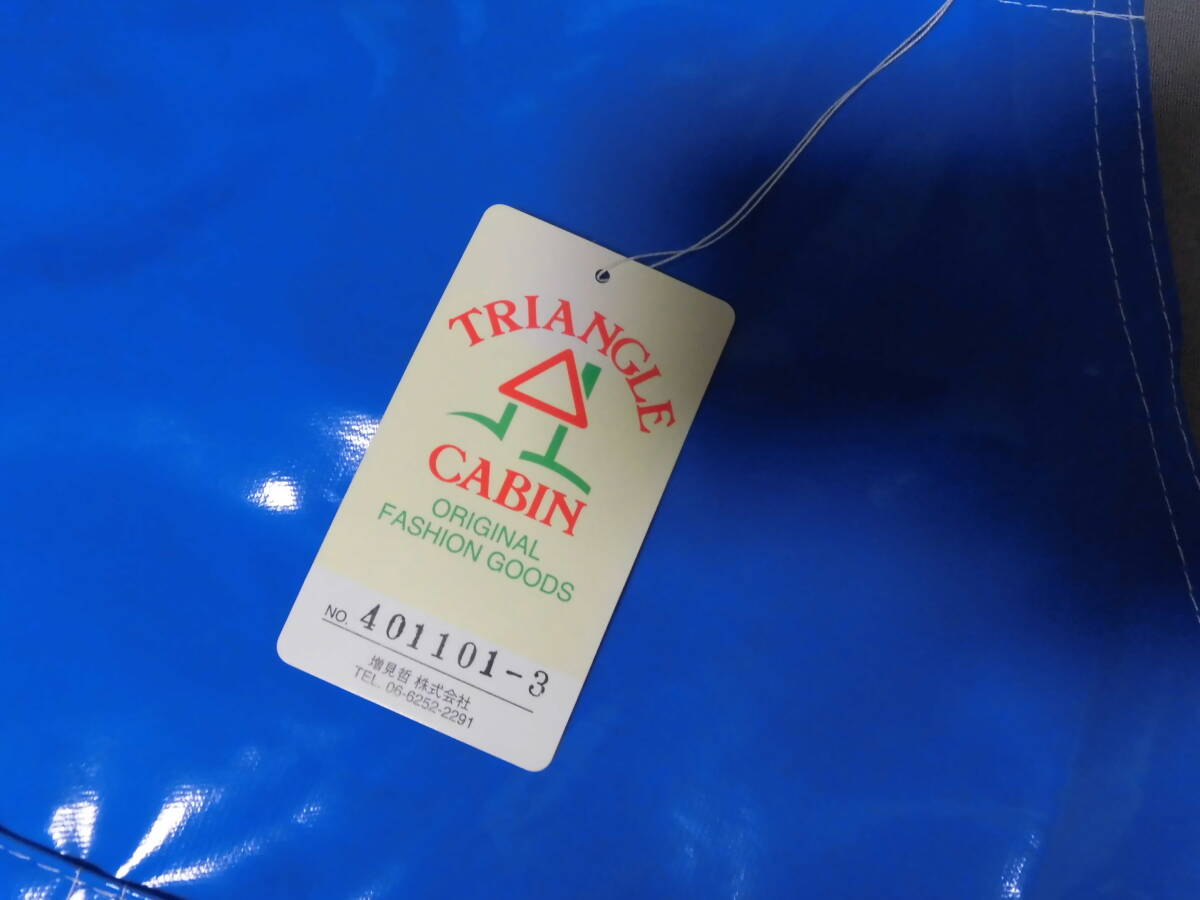 TRIANGLE
CABIN
ORIGINAL
FASHION GOODS
NO. 401101-3
増見哲 株式会社
TEL. 06-6252-2291